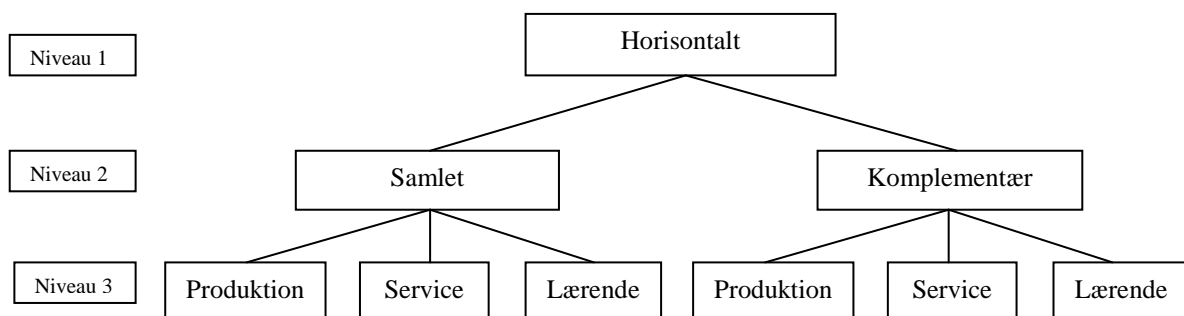 Niveau 1
Horisontalt
Niveau 2
Samlet
Komplementær
Niveau 3
Produktion
Service
Lærende
Produktion
Service
Lærende